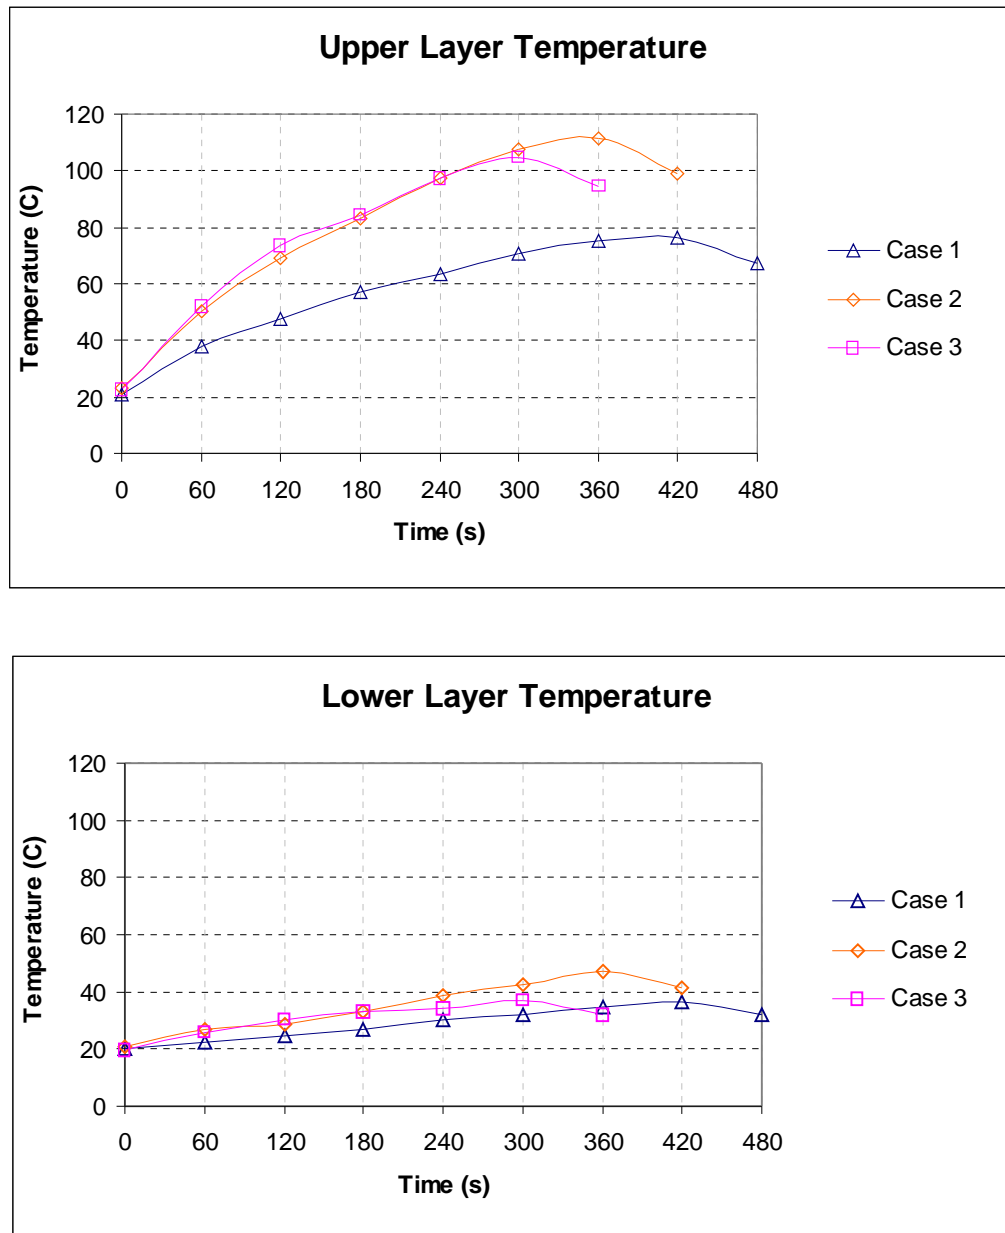 Upper Layer Temperature
120
100
80
60
40
20
0
Temperature (C)
0 60 120 180 240 300 360 420 480
Time (s)
Case 1
Case 2
Case 3
Lower Layer Temperature
120
100
80
60
40
20
0
Temperature (C)
0 60 120 180 240 300 360 420 480
Time (s)
Case 1
Case 2
Case 3